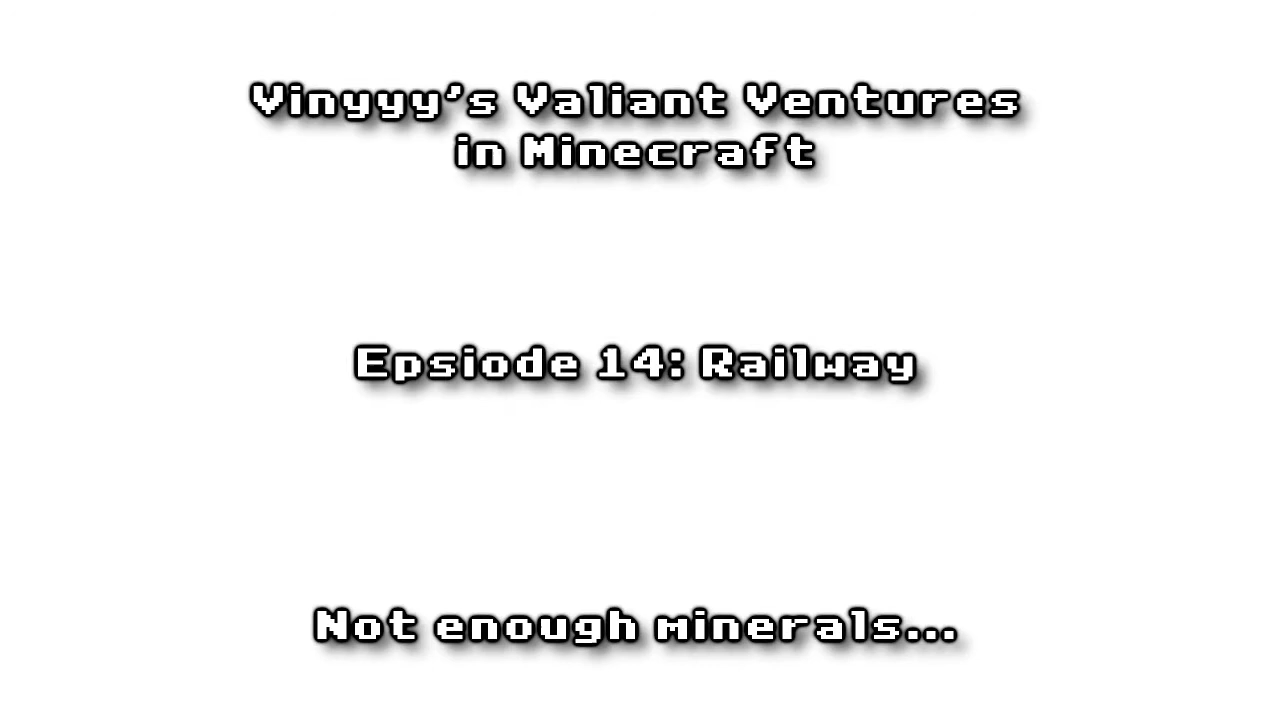 Vinyyy's Valiant Ventures
in Minecraft
Epsiode 14: Railway
Not enough minerals...